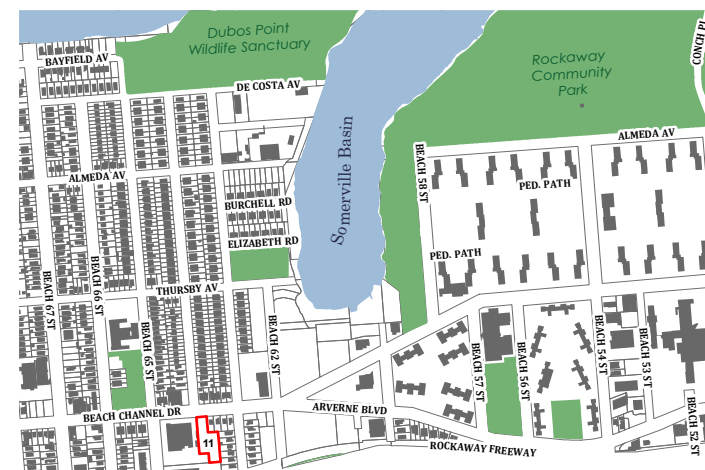 Dubos Point
Wildlife Sanctuary
BAYFIELD AV
DE COSTA AV
Rockaway
Community
Park
CONCH PL
ALMEDA AV
Somerville Basin
BEACH 58 ST
ALMEDA AV
PED. PATH
BURCHELL RD
ELIZABETH RD
PED. PATH
BEACH 67 ST
BEACH 66 ST
THURSBY AV
BEACH 65 ST
BEACH 62 ST
BEACH 57 ST
BEACH 56 ST
BEACH 54 ST
BEACH 53 ST
BEACH 52 ST
BEACH CHANNEL DR
ARVERNE BLVD
11
ROCKAWAY FREEWAY